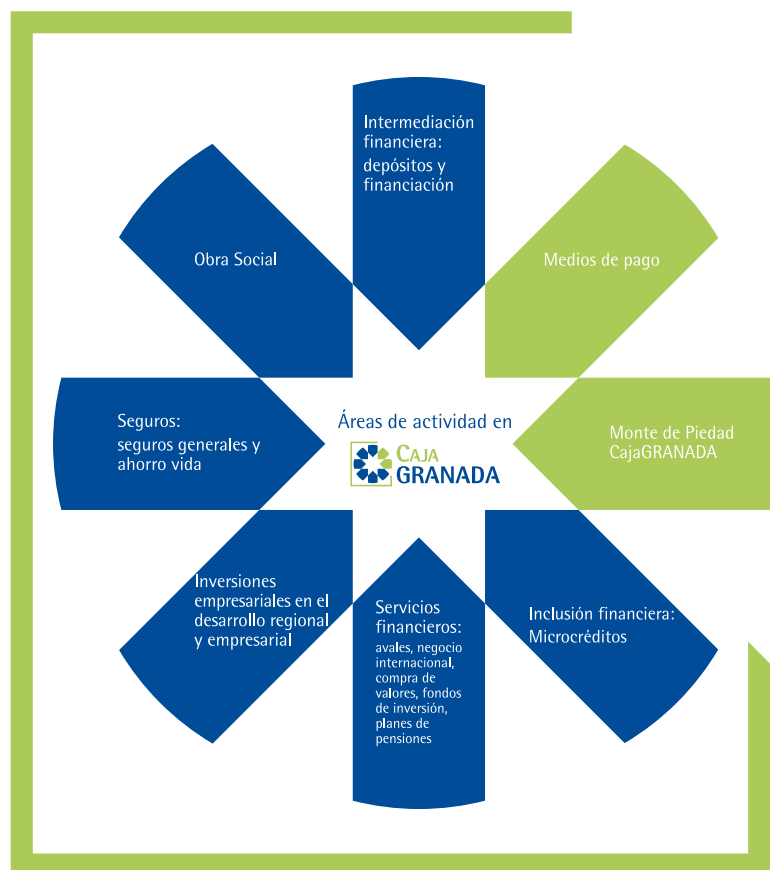 Intermediación
financiera:
depósitos y
financiación
Medios de pago
Monte de Piedad
CajaGRANADA
Inclusión financiera:
Microcréditos
Servicios
financieros:
avales, negocio
internacional,
compra de
valores, fondos
de inversión,
planes de
pensiones
Inversiones
empresariales en el
desarrollo regional
y empresarial
Seguros:
seguros generales y
ahorro vida
Obra Social
Áreas de actividad en
CAJA
GRANADA